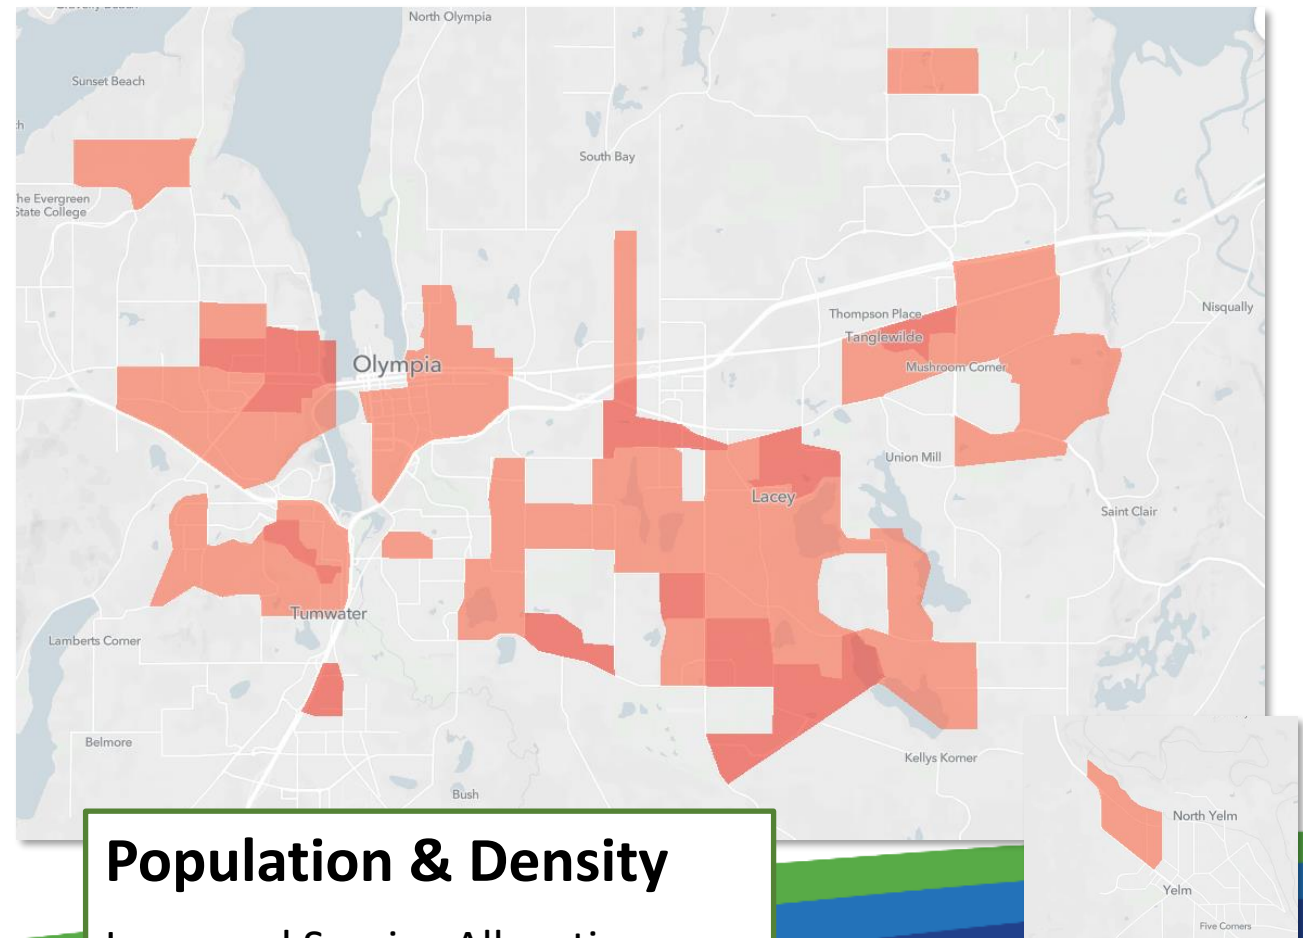 North Olympia
Sunset Beach
South Bay
The Evergreen
State College
Nisqually
Thompson Place
Tanglewilde
Olympia
Mushroom Corner
Union Mill
Lacey
Saint Clair
Tumwater
Lamberts Corner
Belmore
Kellys Korner
Bush
North Yelm
Yelm
Five Corners
Population & Density